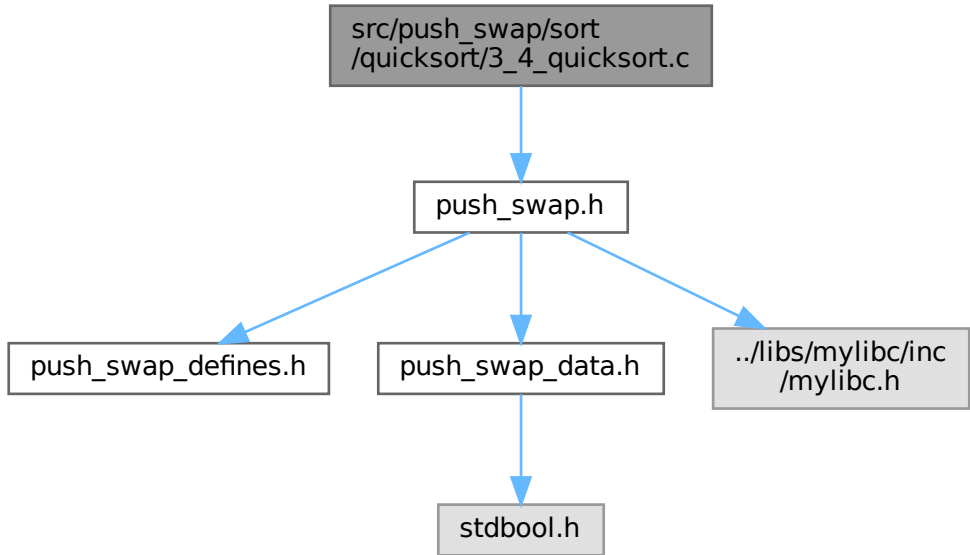 src/push_swap/sort
/quicksort/3_4_quicksort.c
push_swap.h
push_swap_defines.h
push_swap_data.h
../libs/mylibc/inc
/mylibc.h
stdbool.h